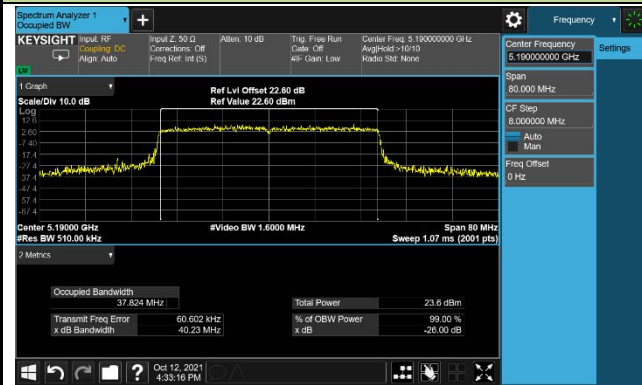 Spectrum Analyzer 1
Occupied BW
Frequency
KEYSIGHT
Input: RF
Coupling: DC
Align: Auto
Input Z: 50 Ω
Corrections: Off
Freq Ref: Int (S)
Atten: 10 dB
Trig: Free Run
Gate: Off
#IF Gain: Low
Center Freq: 5.190000000 GHz
Avg|Hold:>10/10
Radio Std: None
Center Frequency
5.190000000 GHz
Settings
Span
80.000 MHz
CF Step
8.000000 MHz
Auto
Man
Freq Offset
0 Hz
1 Graph
Scale/Div 10.0 dB
Ref Lvl Offset 22.60 dB
Ref Value 22.60 dBm
Log
12.6
2.60
-7.40
-17.4
-27.4
-37.4
-47.4
-57.4
-67.4
Center 5.19000 GHz
#Res BW 510.00 kHz
#Video BW 1.6000 MHz
Span 80 MHz
Sweep 1.07 ms (2001 pts)
2 Metrics
Occupied Bandwidth
37.824 MHz
Total Power 23.6 dBm
Transmit Freq Error 60.602 kHz
% of OBW Power 99.00 %
x dB Bandwidth 40.23 MHz
x dB -26.00 dB
Oct 12, 2021
4:33:16 PM